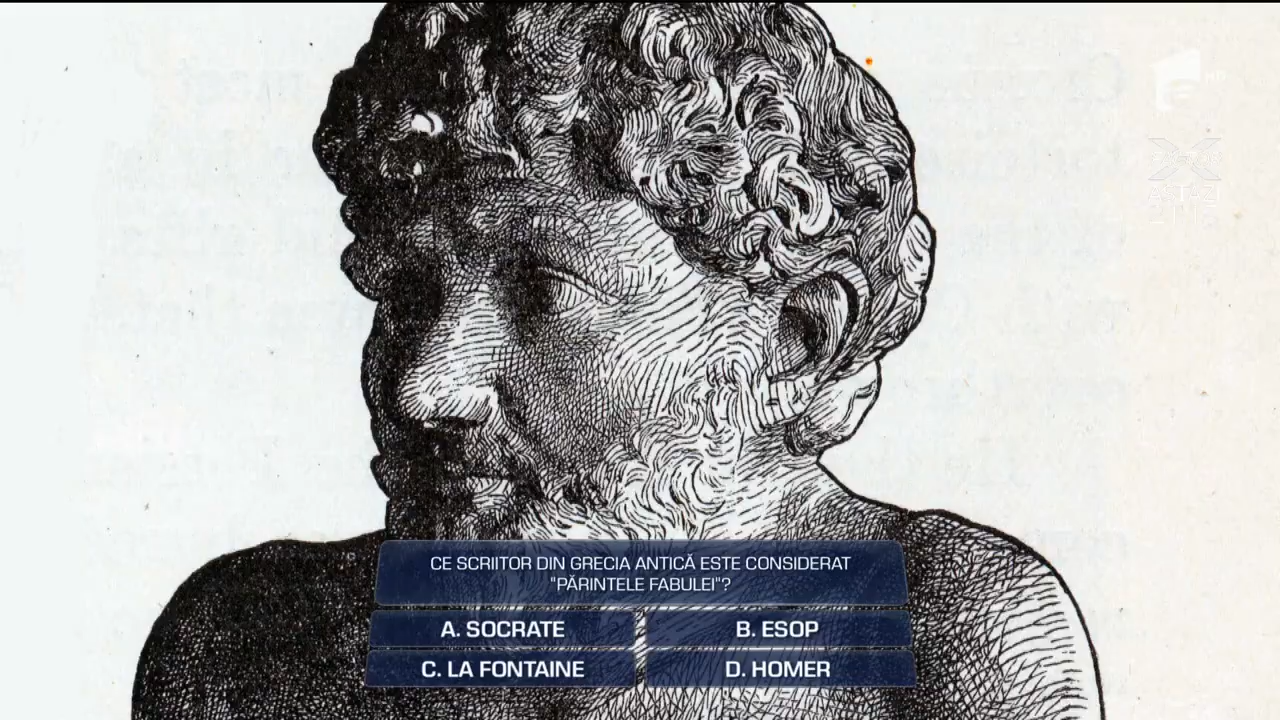 CE SCRIITOR DIN GRECIA ANTICĂ ESTE CONSIDERAT
"PĂRINTELE FABULEI"?
A. SOCRATE
B. ESOP
C. LA FONTAINE
D. HOMER